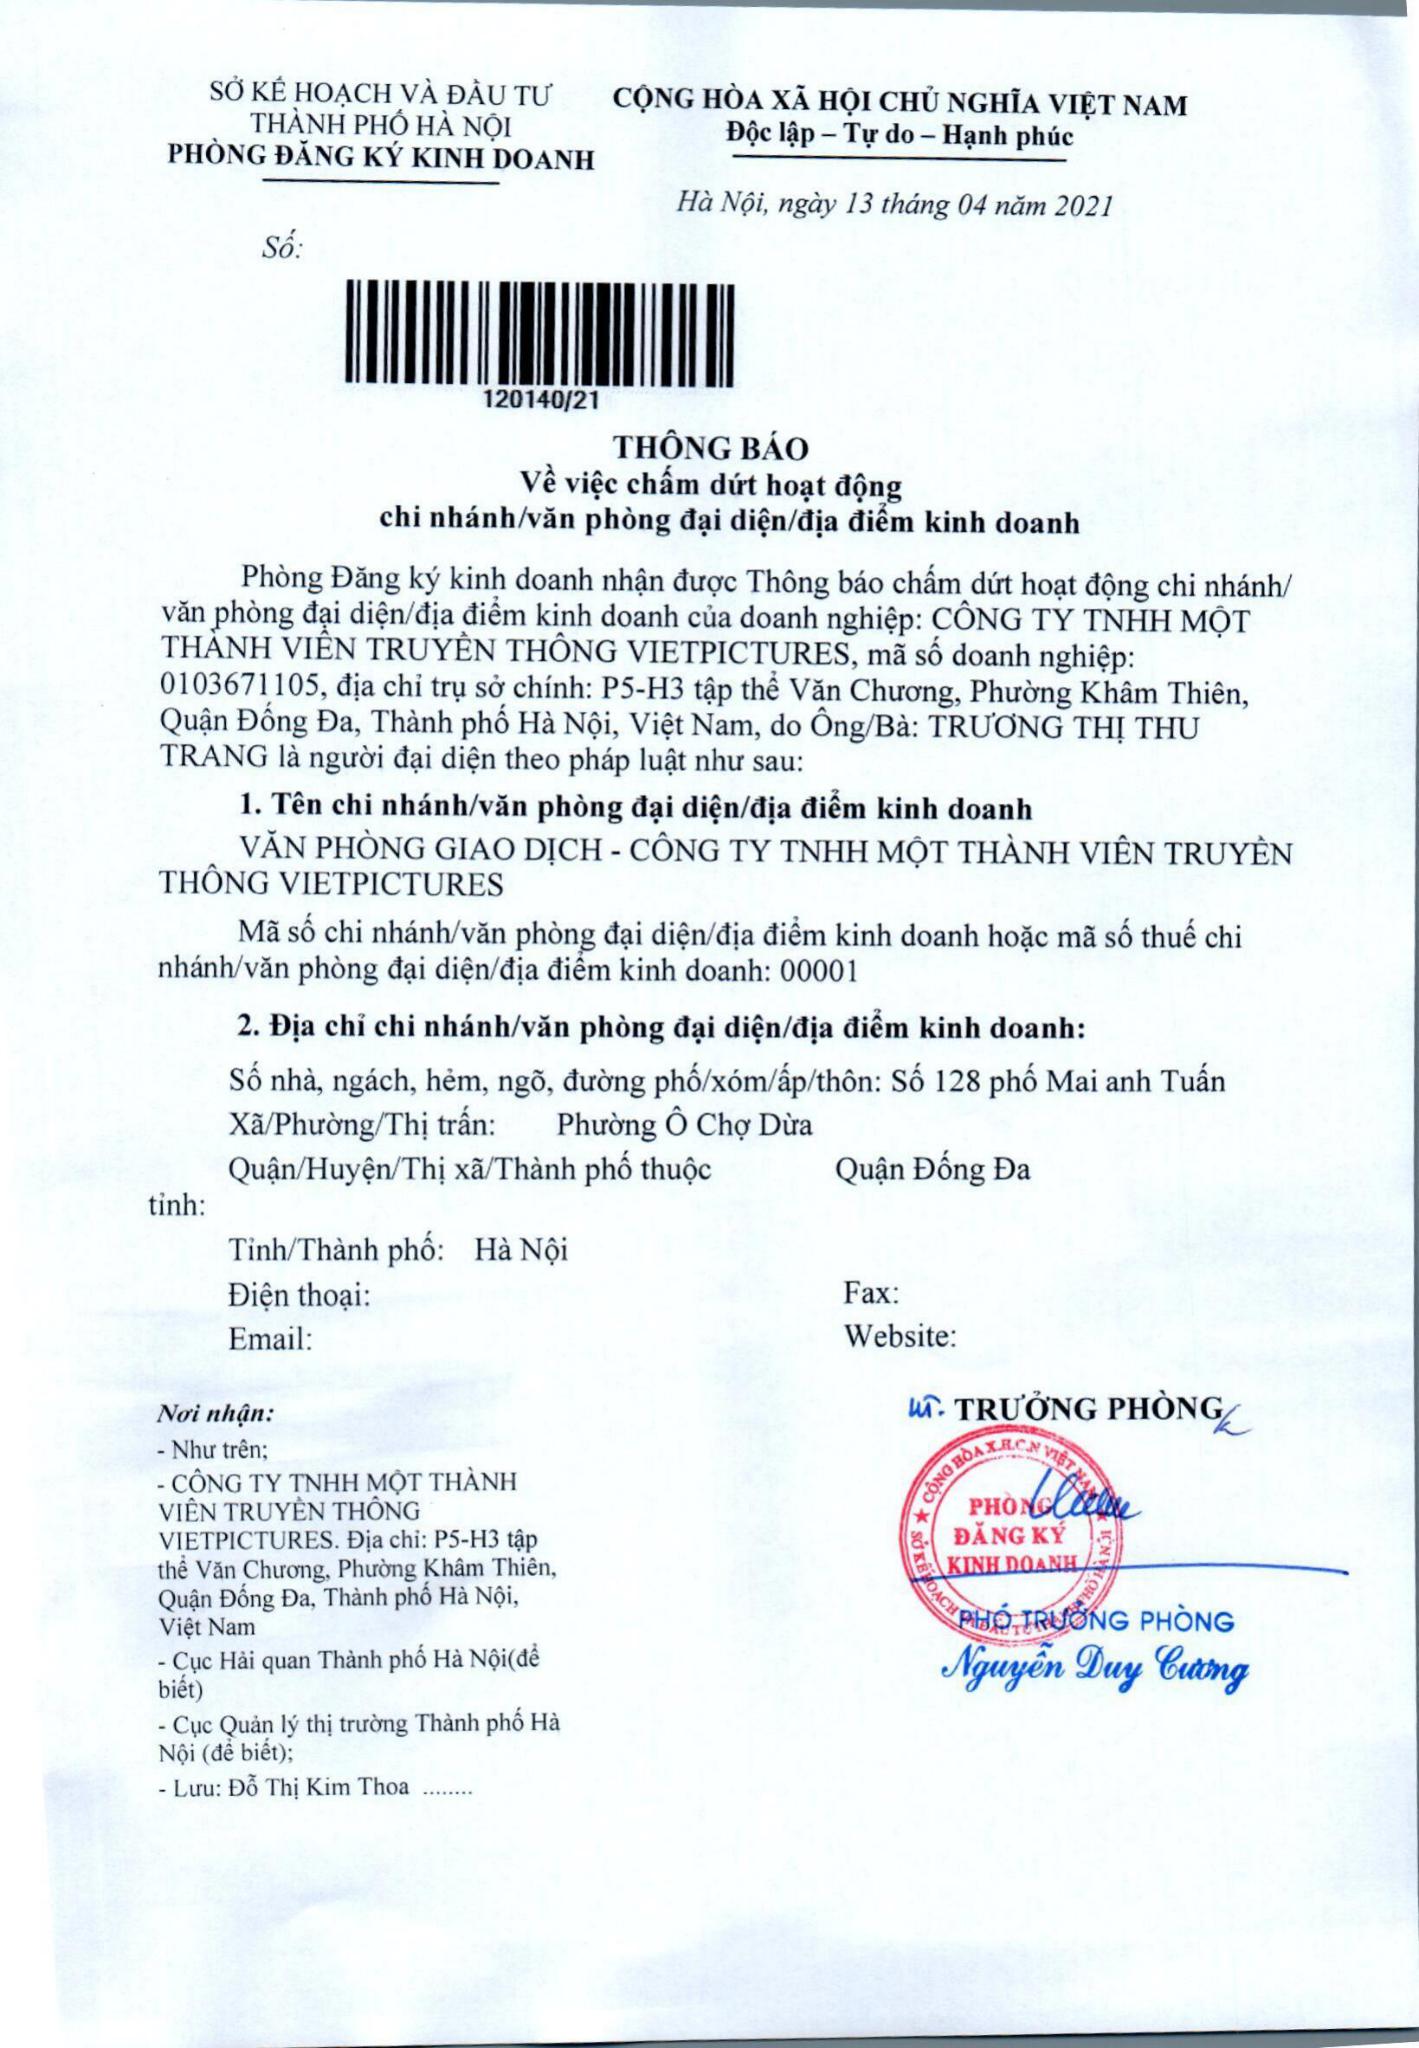 SỞ KẾ HOẠCH VÀ ĐẦU TƯ
THÀNH PHỐ HÀ NỘI
PHÒNG ĐĂNG KÝ KINH DOANH
CỘNG HÒA XÃ HỘI CHỦ NGHĨA VIỆT NAM
Độc lập – Tự do – Hạnh phúc
Hà Nội, ngày 13 tháng 04 năm 2021
Số:
120140/21
THÔNG BÁO
Về việc chấm dứt hoạt động
chi nhánh/văn phòng đại diện/địa điểm kinh doanh
Phòng Đăng ký kinh doanh nhận được Thông báo chấm dứt hoạt động chi nhánh/
văn phòng đại diện/địa điểm kinh doanh của doanh nghiệp: CÔNG TY TNHH MỘT
THÀNH VIÊN TRUYỀN THÔNG VIETPICTURES, mã số doanh nghiệp:
0103671105, địa chỉ trụ sở chính: P5-H3 tập thể Văn Chương, Phường Khâm Thiên,
Quận Đống Đa, Thành phố Hà Nội, Việt Nam, do Ông/Bà: TRƯƠNG THỊ THU
TRANG là người đại diện theo pháp luật như sau:
1. Tên chi nhánh/văn phòng đại diện/địa điểm kinh doanh
VĂN PHÒNG GIAO DỊCH - CÔNG TY TNHH MỘT THÀNH VIÊN TRUYỀN
THÔNG VIETPICTURES
Mã số chi nhánh/văn phòng đại diện/địa điểm kinh doanh hoặc mã số thuế chi
nhánh/văn phòng đại diện/địa điểm kinh doanh: 00001
2. Địa chỉ chi nhánh/văn phòng đại diện/địa điểm kinh doanh:
Số nhà, ngách, hẻm, ngõ, đường phố/xóm/ấp/thôn: Số 128 phố Mai anh Tuấn
Xã/Phường/Thị trấn: Phường Ô Chợ Dừa
Quận/Huyện/Thị xã/Thành phố thuộc Quận Đống Đa
tỉnh:
Tỉnh/Thành phố: Hà Nội
Điện thoại: Fax:
Email: Website:
Nơi nhận:
- Như trên;
- CÔNG TY TNHH MỘT THÀNH
VIÊN TRUYỀN THÔNG
VIETPICTURES. Địa chỉ: P5-H3 tập
thể Văn Chương, Phường Khâm Thiên,
Quận Đống Đa, Thành phố Hà Nội,
Việt Nam
- Cục Hải quan Thành phố Hà Nội(để
biết)
- Cục Quản lý thị trường Thành phố Hà
Nội (để biết);
- Lưu: Đỗ Thị Kim Thoa ........
TRƯỞNG PHÒNG
CỘNG HÒA X.H.C.N VIỆT NAM
PHÒNG
ĐĂNG KÝ
KINH DOANH
SỞ KẾ HOẠCH VÀ ĐẦU TƯ THÀNH PHỐ HÀ NỘI
PHÓ TRƯỞNG PHÒNG
Nguyễn Duy Cương